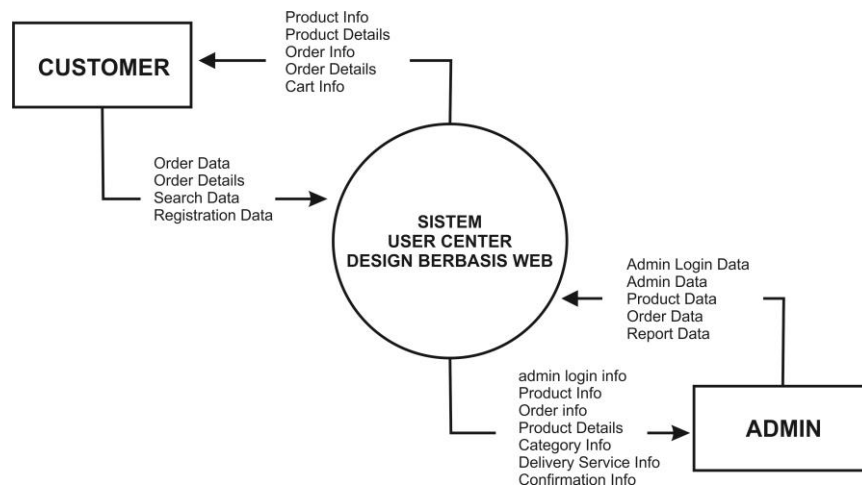 Product Info
Product Details
Order Info
Order Details
Cart Info
CUSTOMER
Order Data
Order Details
Search Data
Registration Data
SISTEM
USER CENTER
DESIGN BERBASIS WEB
Admin Login Data
Admin Data
Product Data
Order Data
Report Data
admin login info
Product Info
Order info
Product Details
Category Info
Delivery Service Info
Confirmation Info
ADMIN